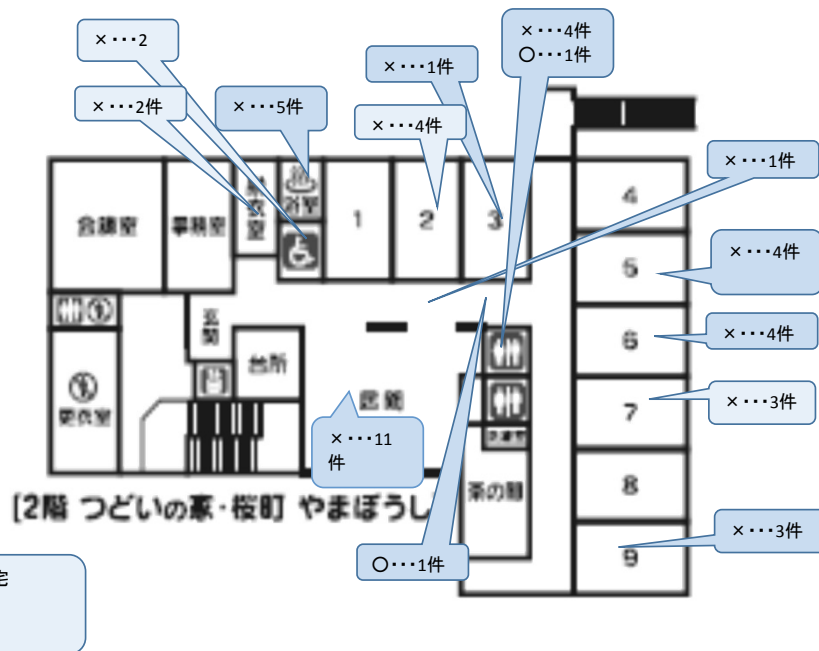 ×・・・4件
〇・・・1件
×・・・2
×・・・1件
×・・・2件
×・・・5件
×・・・4件
×・・・1件
会議室
事務室
浴室
1
2
3
4
×・・・4件
5
玄関
台所
6
×・・・4件
更衣室
居間
7
×・・・3件
×・・・11
件
茶の間
8
[2階 つどいの家・桜町 やまぼうし]
×・・・3件
9
〇・・・1件
宅